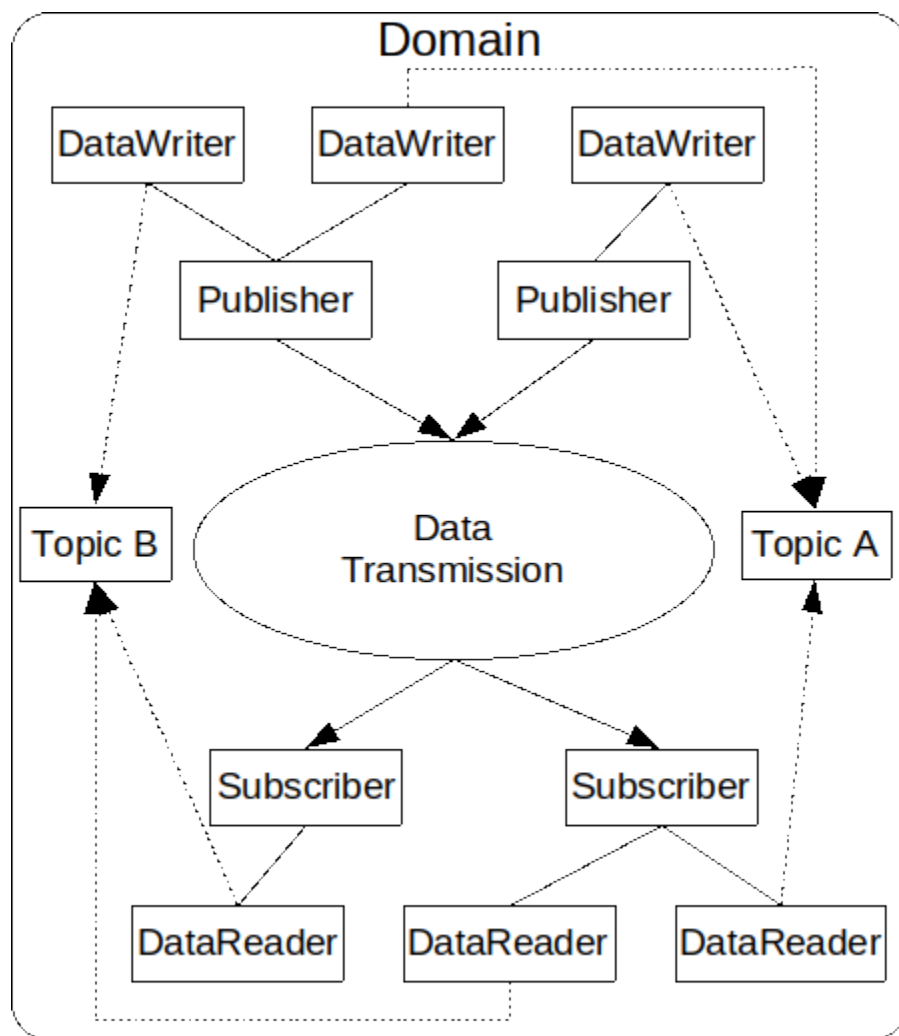 Domain
DataWriter
DataWriter
DataWriter
Publisher
Publisher
Topic B
Data
Transmission
Topic A
Subscriber
Subscriber
DataReader
DataReader
DataReader